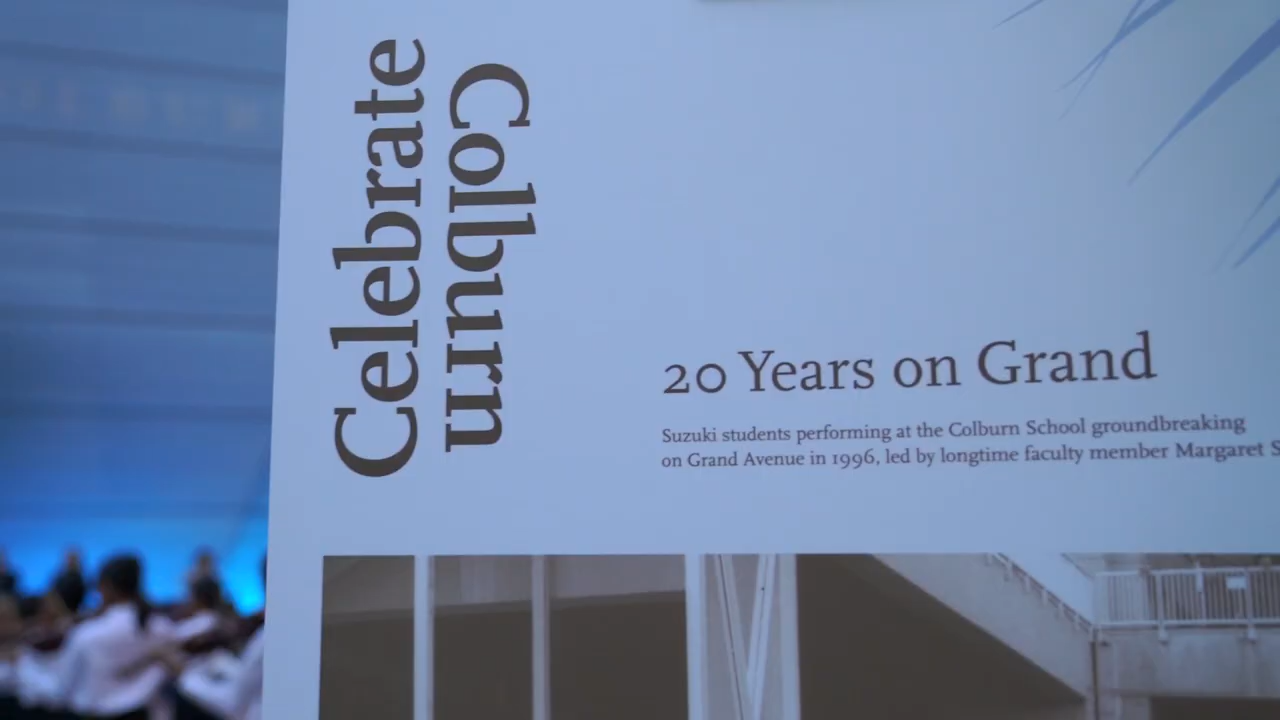 Celebrate
Colburn
20 Years on Grand
Suzuki students performing at the Colburn School groundbreaking
on Grand Avenue in 1996, led by longtime faculty member Margaret